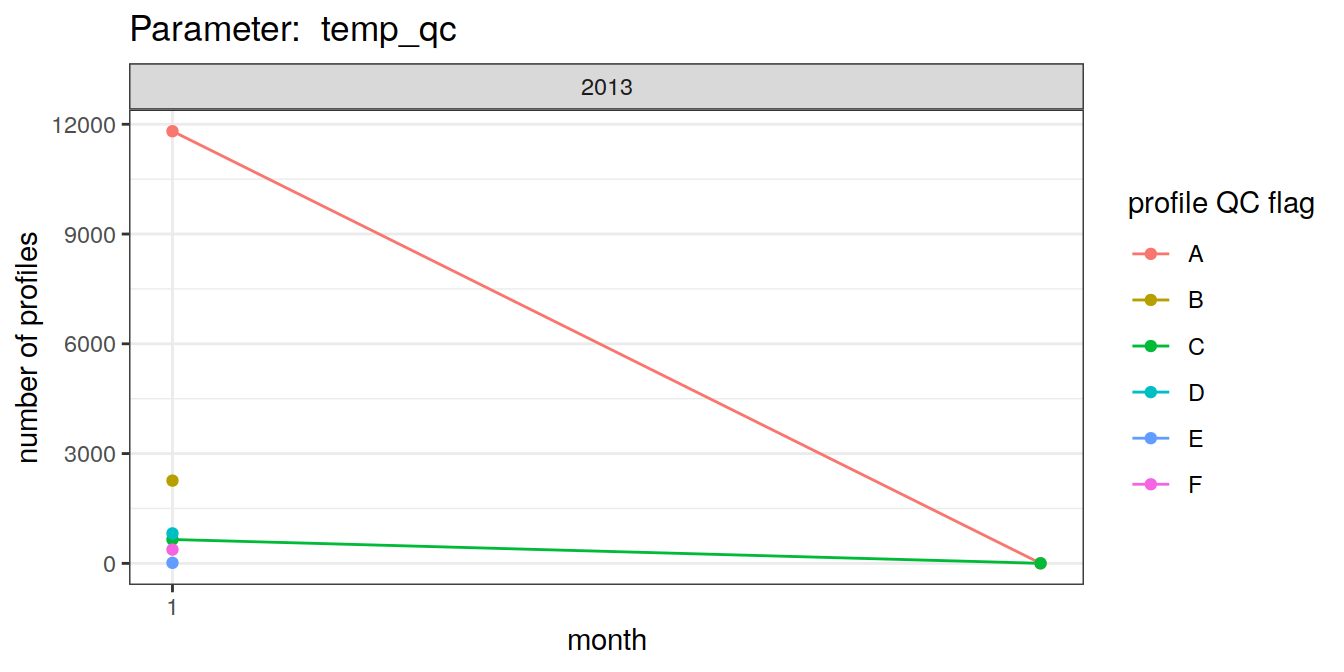 Parameter:  temp_qc
2013
12000
9000
6000
3000
0
1
month
number of profiles
profile QC flag
A
B
C
D
E
F